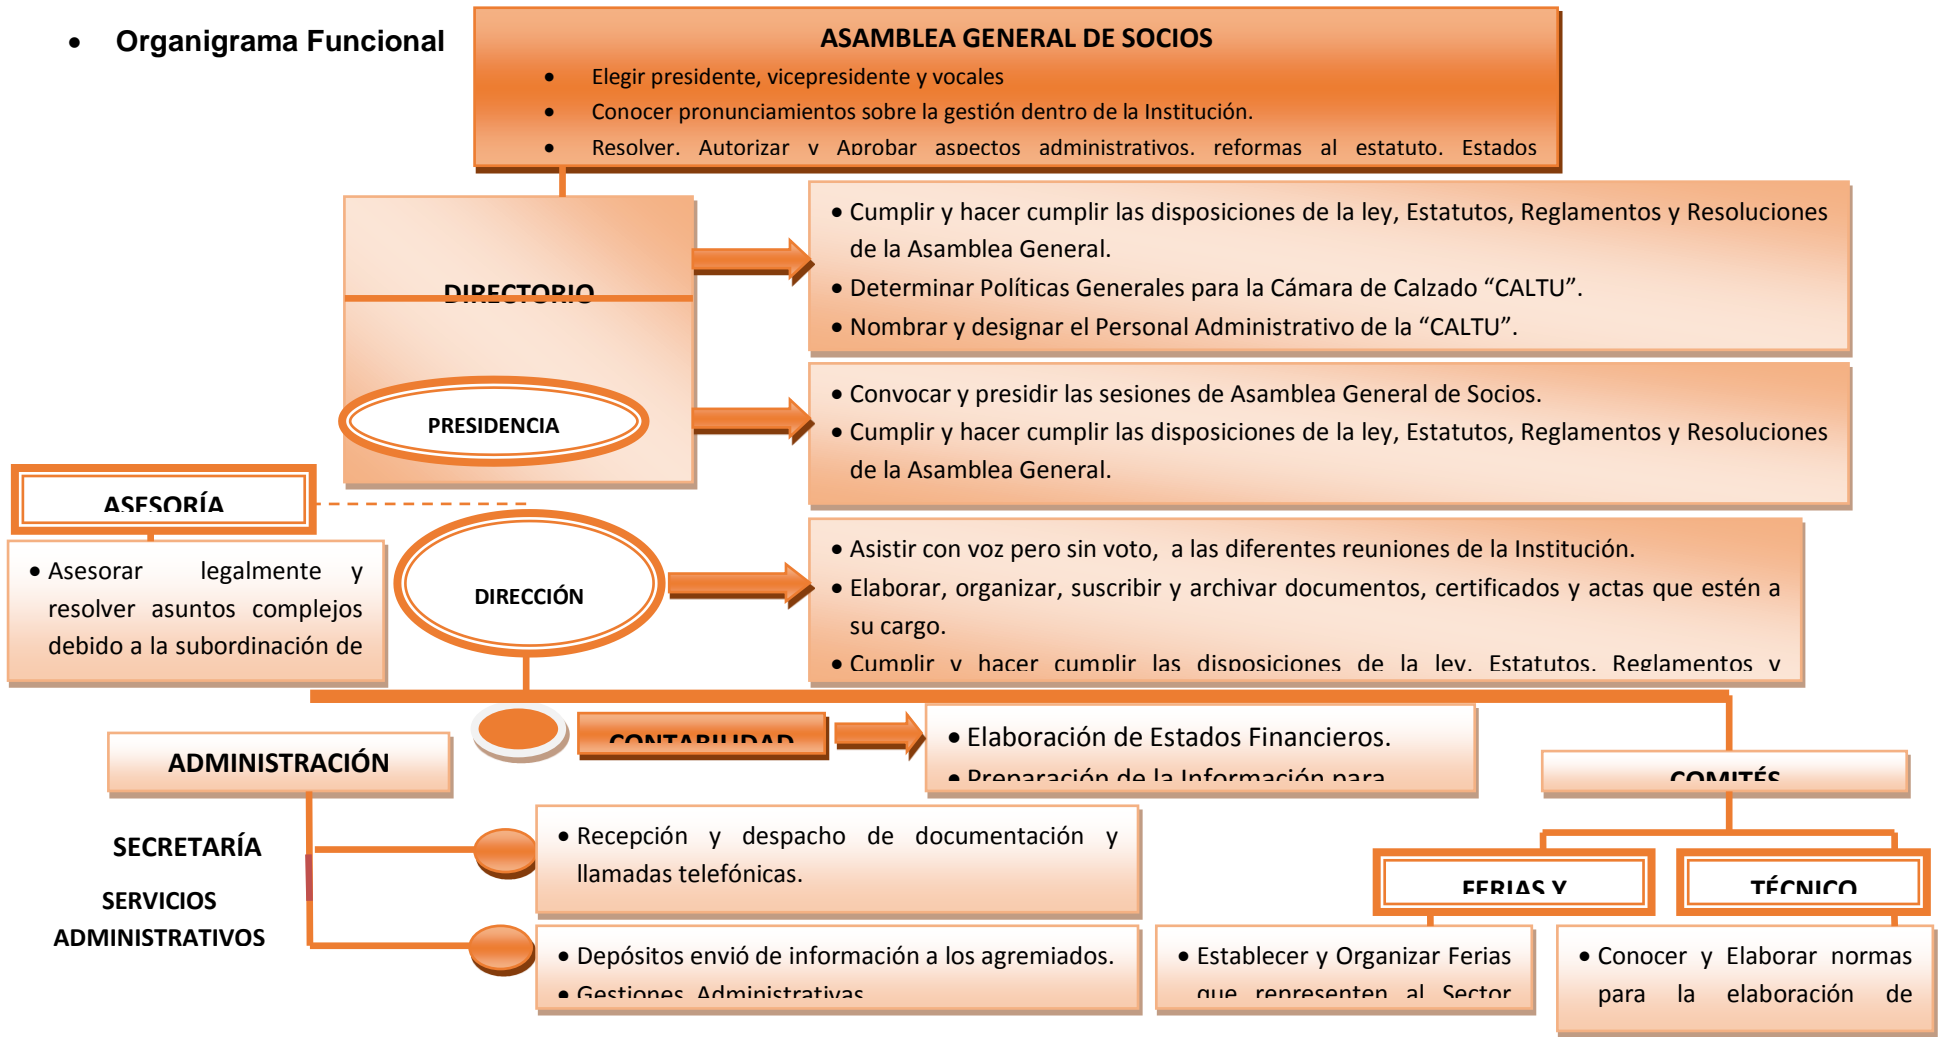 • Organigrama Funcional
ASAMBLEA GENERAL DE SOCIOS
• Elegir presidente, vicepresidente y vocales
• Conocer pronunciamientos sobre la gestión dentro de la Institución.
• Resolver. Autorizar y Aprobar aspectos administrativos. reformas al estatuto. Estados
DIRECTORIO
• Cumplir y hacer cumplir las disposiciones de la ley, Estatutos, Reglamentos y Resoluciones
de la Asamblea General.
• Determinar Políticas Generales para la Cámara de Calzado “CALTU”.
• Nombrar y designar el Personal Administrativo de la “CALTU”.
PRESIDENCIA
• Convocar y presidir las sesiones de Asamblea General de Socios.
• Cumplir y hacer cumplir las disposiciones de la ley, Estatutos, Reglamentos y Resoluciones
de la Asamblea General.
ASESORÍA
• Asesorar legalmente y
resolver asuntos complejos
debido a la subordinación de
DIRECCIÓN
• Asistir con voz pero sin voto, a las diferentes reuniones de la Institución.
• Elaborar, organizar, suscribir y archivar documentos, certificados y actas que estén a
su cargo.
• Cumplir y hacer cumplir las disposiciones de la ley. Estatutos. Reglamentos y
CONTABILIDAD
• Elaboración de Estados Financieros.
• Preparación de la Información para
ADMINISTRACIÓN
COMITÉS
SECRETARÍA
• Recepción y despacho de documentación y
llamadas telefónicas.
SERVICIOS
ADMINISTRATIVOS
• Depósitos envió de información a los agremiados.
• Gestiones Administrativas
FERIAS Y
TÉCNICO
• Establecer y Organizar Ferias
que representen al Sector
• Conocer y Elaborar normas
para la elaboración de